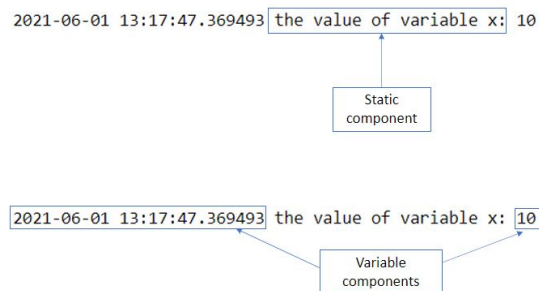 2021-06-01 13:17:47.369493 the value of variable x: 10
Static
component
2021-06-01 13:17:47.369493 the value of variable x: 10
Variable
components